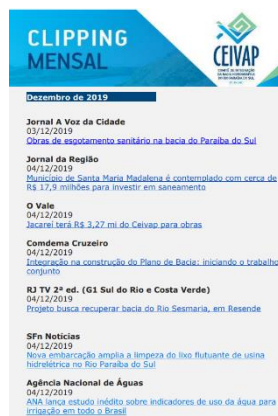 CLIPPING
MENSAL
CEIVAP
Dezembro de 2019
Jornal A Voz da Cidade
03/12/2019
Obras de esgotamento sanitário na bacia do Paraíba do Sul
Jornal da Região
04/12/2019
Município de Santa Maria Madalena é contemplado com cerca de
R$ 17,9 milhões para investir em saneamento
O Vale
04/12/2019
Jacareí terá R$ 3,27 mi do Ceivap para obras
Comdema Cruzeiro
04/12/2019
Integração na construção do Plano de Bacia: iniciando o trabalho
conjunto
RJ TV 2ª ed. (G1 Sul do Rio e Costa Verde)
04/12/2019
Projeto busca recuperar bacia do Rio Sesmaria, em Resende
SFn Notícias
04/12/2019
Nova embarcação amplia a limpeza do lixo flutuante de usina
hidrelétrica no Rio Paraíba do Sul
Agência Nacional de Águas
04/12/2019
ANA lança estudo inédito sobre indicadores de uso da água para
irrigação em todo o Brasil